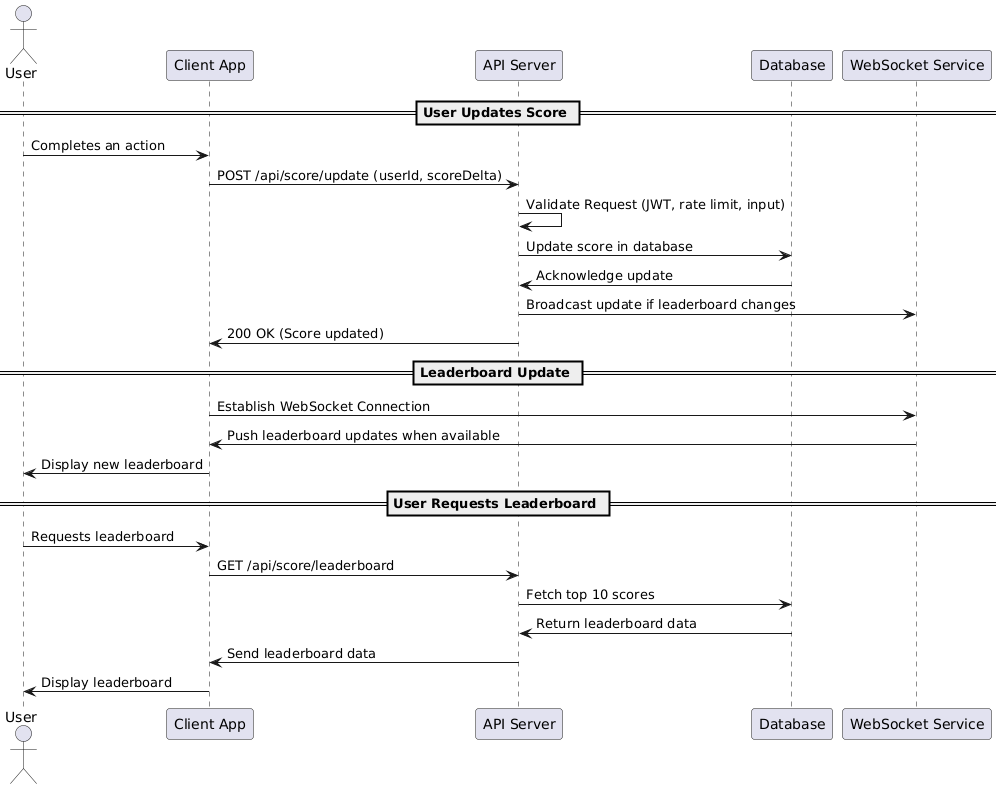 User
Client App
API Server
Database
WebSocket Service
User Updates Score
Completes an action
POST /api/score/update (userId, scoreDelta)
Validate Request (JWT, rate limit, input)
Update score in database
Acknowledge update
Broadcast update if leaderboard changes
200 OK (Score updated)
Leaderboard Update
Establish WebSocket Connection
Push leaderboard updates when available
Display new leaderboard
User Requests Leaderboard
Requests leaderboard
GET /api/score/leaderboard
Fetch top 10 scores
Return leaderboard data
Send leaderboard data
Display leaderboard
User
Client App
API Server
Database
WebSocket Service